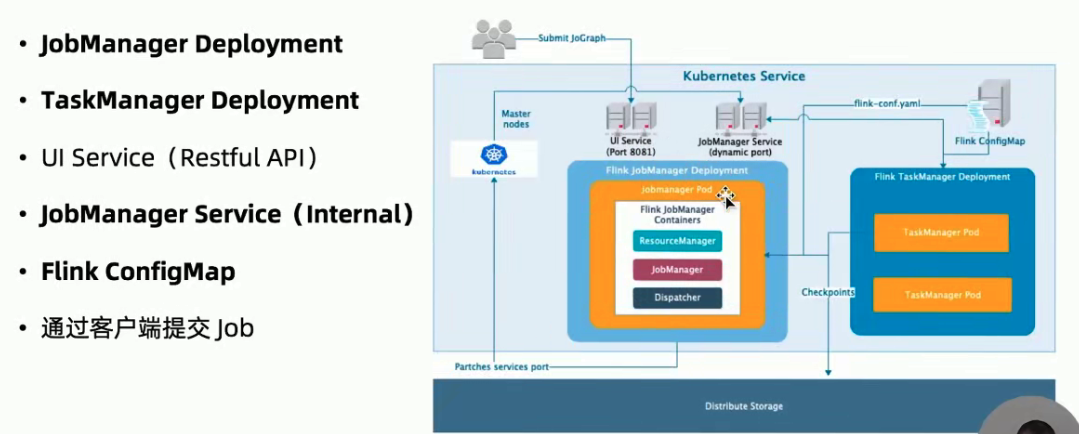 • JobManager Deployment
• TaskManager Deployment
• UI Service（Restful API）
• JobManager Service（Internal）
• Flink ConfigMap
• 通过客户端提交 Job
Submit JoGraph
Kubernetes Service
Master
nodes
kubernetes
UI Service
(Port 8081)
JobManager Service
(dynamic port)
flink-conf.yaml
Flink ConfigMap
Flink JobManager Deployment
Jobmanager Pod
Flink JobManager
Containers
ResourceManager
JobManager
Dispatcher
Flink TaskManager Deployment
TaskManager Pod
TaskManager Pod
Checkpoints
Partches services port
Distribute Storage